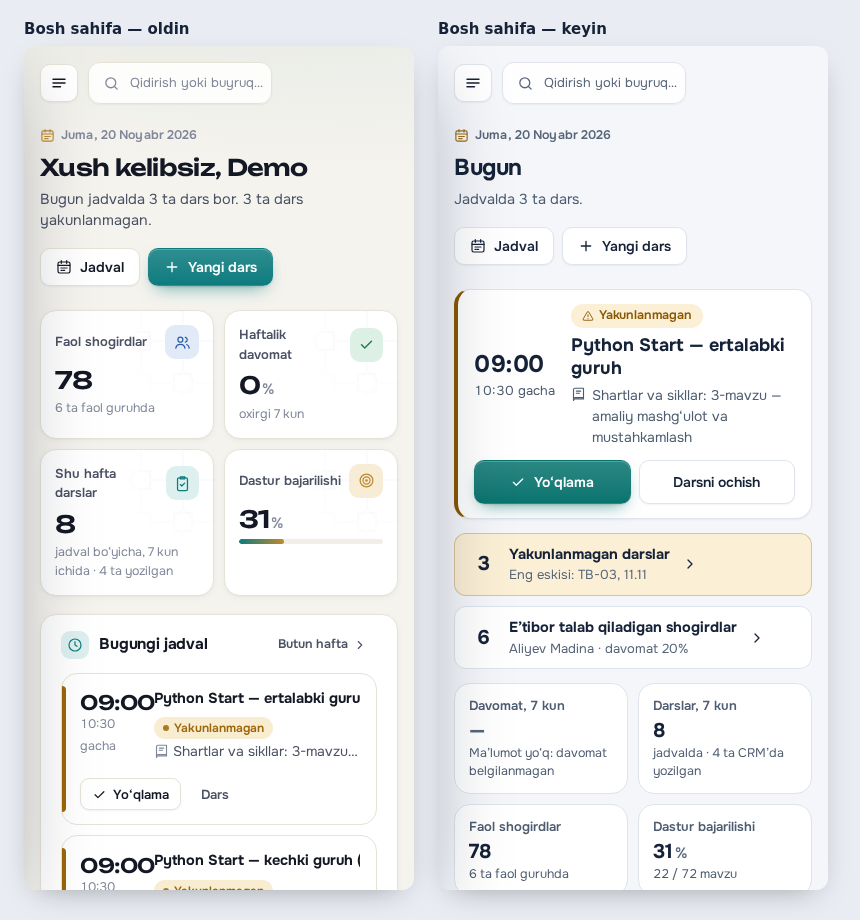 Bosh sahifa — oldin
Qidirish yoki buyruq...
Juma, 20 Noyabr 2026
Xush kelibsiz, Demo
Bugun jadvalda 3 ta dars bor. 3 ta dars
yakunlanmagan.
Jadval
Yangi dars
Faol shogirdlar
78
6 ta faol guruhda
Haftalik
davomat
0%
oxirgi 7 kun
Shu hafta
darslar
8
jadval bo'yicha, 7 kun
ichida · 4 ta yozilgan
Dastur bajarilishi
31%
Bugungi jadval
Butun hafta
09:00
10:30
gacha
Python Start — ertalabki guru
Yakunlanmagan
Shartlar va sikllar: 3-mavzu...
Yo‘qlama
Dars
09:00
10:30
Python Start — kechki guruh (
Yakunlanmagan
Bosh sahifa — keyin
Qidirish yoki buyruq...
Juma, 20 Noyabr 2026
Bugun
Jadvalda 3 ta dars.
Jadval
Yangi dars
09:00
10:30 gacha
Yakunlanmagan
Python Start — ertalabki
guruh
Shartlar va sikllar: 3-mavzu —
amaliy mashg'ulot va
mustahkamlash
Yo‘qlama
Darsni ochish
3
Yakunlanmagan darslar
Eng eskisi: TB-03, 11.11
6
E’tibor talab qiladigan shogirdlar
Aliyev Madina · davomat 20%
Davomat, 7 kun
—
Ma’lumot yo'q: davomat
belgilanmagan
Darslar, 7 kun
8
jadvalda · 4 ta CRM’da
yozilgan
Faol shogirdlar
78
6 ta faol guruhda
Dastur bajarilishi
31%
22 / 72 mavzu